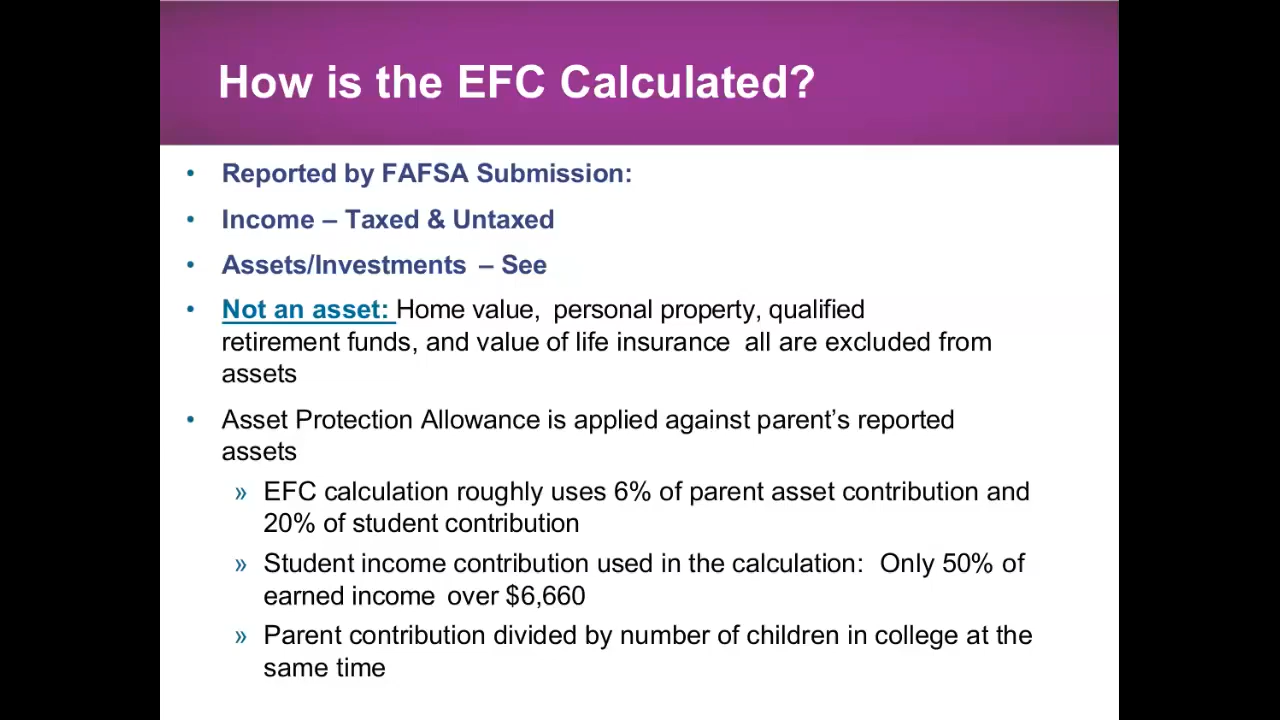 How is the EFC Calculated?
• Reported by FAFSA Submission:
• Income – Taxed & Untaxed
• Assets/Investments – See
• Not an asset: Home value, personal property, qualified
retirement funds, and value of life insurance all are excluded from
assets
• Asset Protection Allowance is applied against parent’s reported
assets
» EFC calculation roughly uses 6% of parent asset contribution and
20% of student contribution
» Student income contribution used in the calculation: Only 50% of
earned income over $6,660
» Parent contribution divided by number of children in college at the
same time